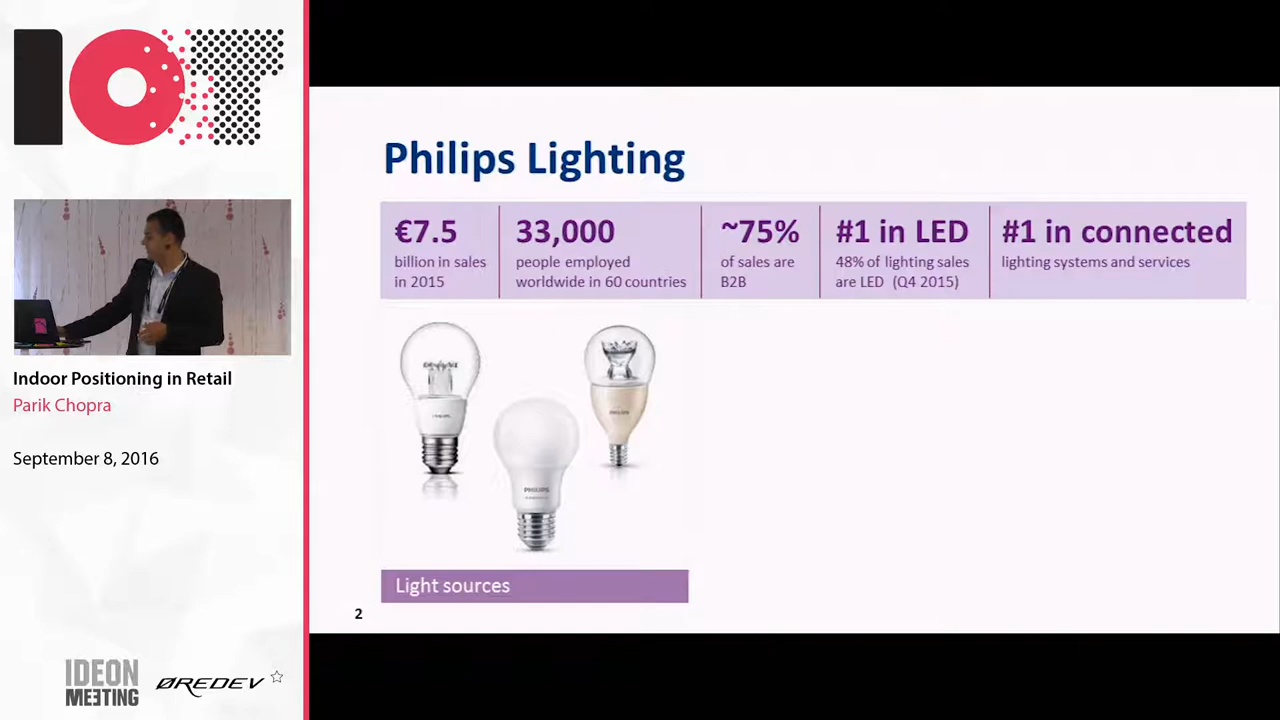 IOT
Indoor Positioning in Retail
Parik Chopra
September 8, 2016
IDEON
MEETING
ØREDEV
Philips Lighting
€7.5
billion in sales
in 2015
33,000
people employed
worldwide in 60 countries
~75%
of sales are
B2B
#1 in LED
48% of lighting sales
are LED (Q4 2015)
#1 in connected
lighting systems and services
PHILIPS
PHILIPS
Light sources
2